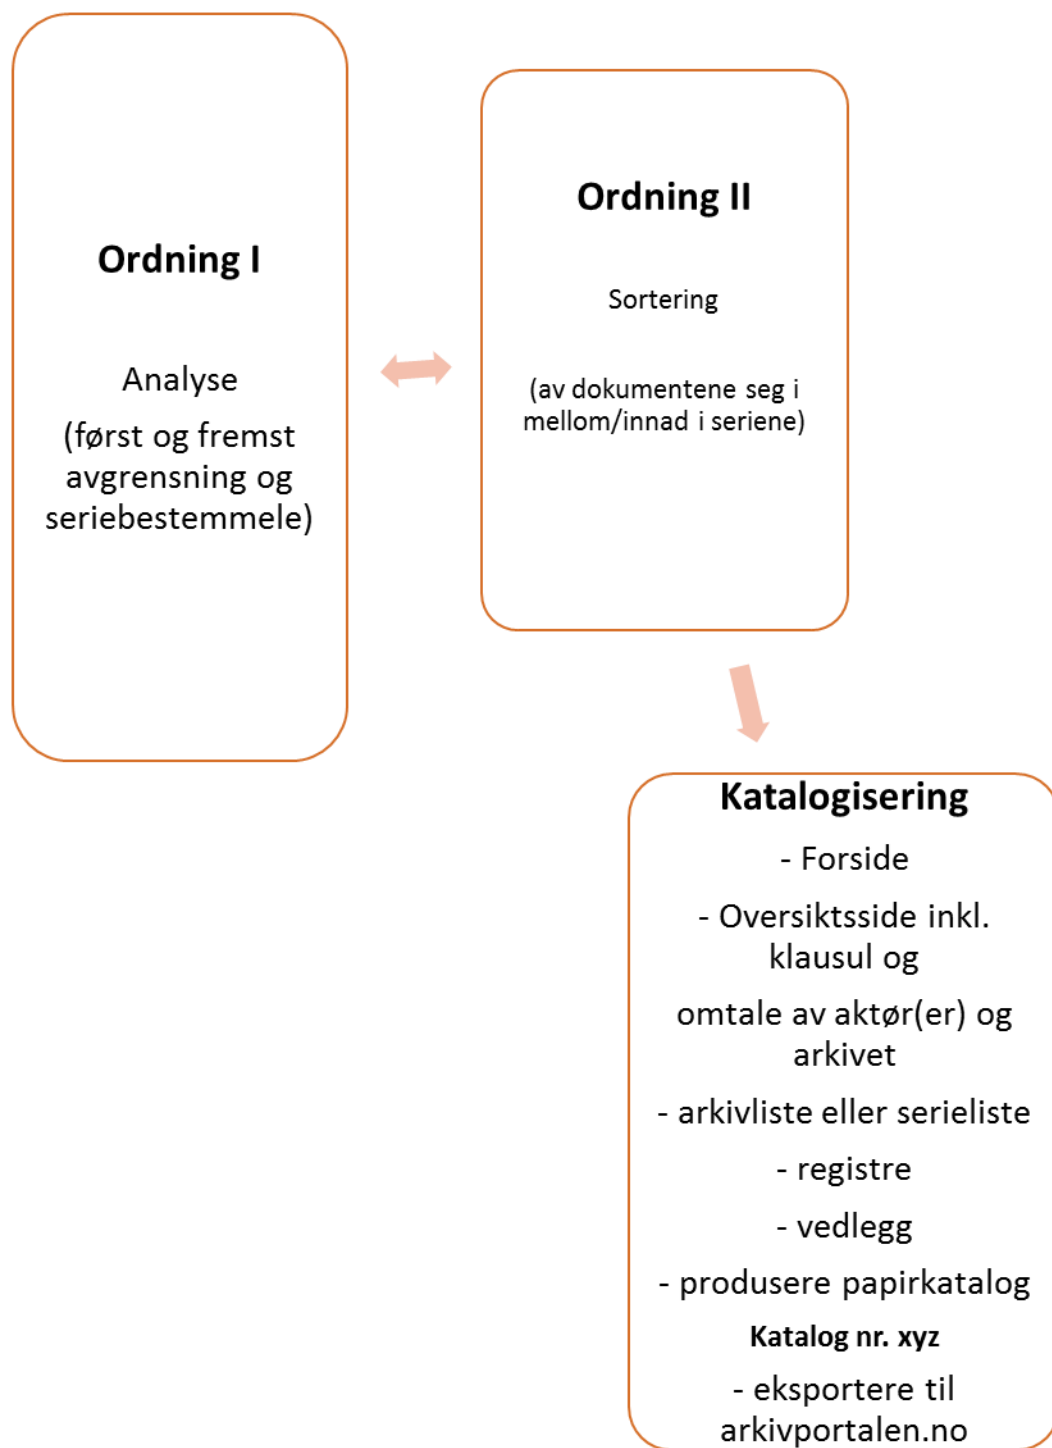 Ordning I
Analyse
(først og fremst
avgrensning og
seriebestemmele)
Ordning II
Sortering
(av dokumentene seg i
mellom/innad i seriene)
Katalogisering
- Forside
- Oversiktsside inkl.
klausul og
omtale av aktør(er) og
arkivet
- arkivliste eller serieliste
- registre
- vedlegg
- produsere papirkatalog
Katalog nr. xyz
- eksportere til
arkivportalen.no